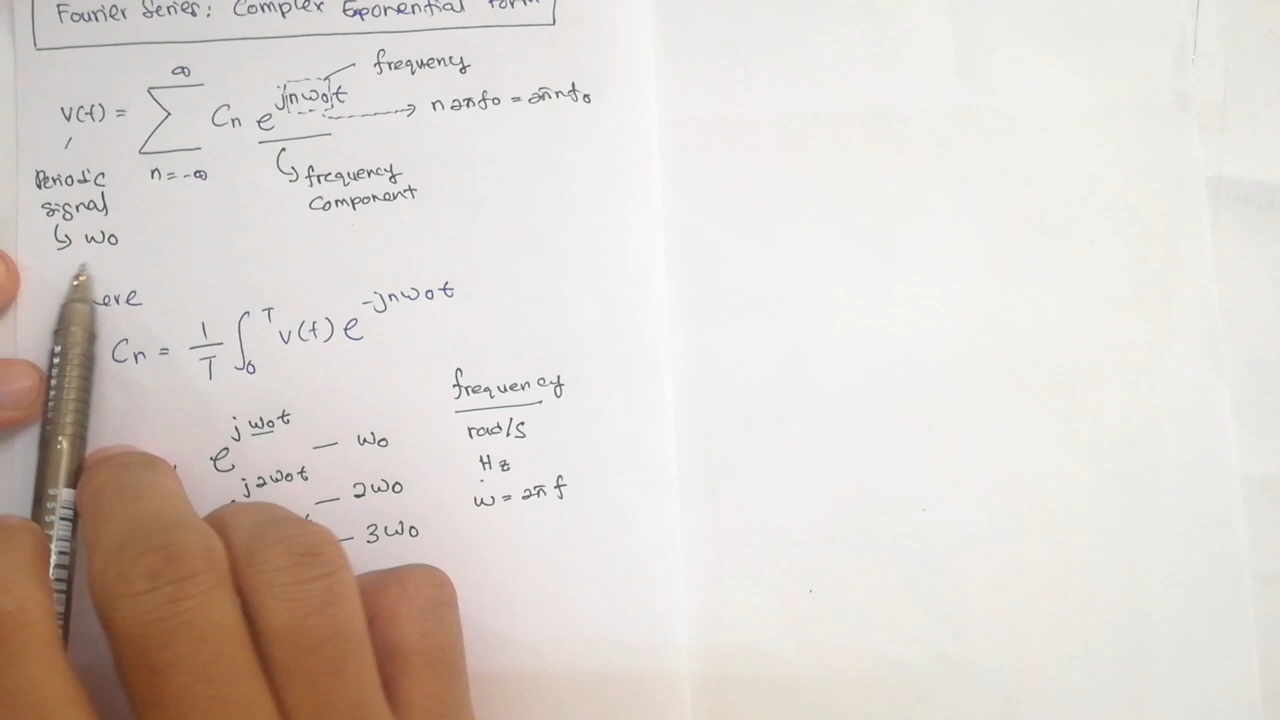 Fourier Series: Complex Exponential Form
frequency
v(t) = ∞ ∑ n=-∞ Cn e^jnω0t → n2πf0 = 2πnf0
Periodic signal
↳ ω0
↳ frequency
component
Cn = 1/T ∫0^T v(t) e^-jnω0t
frequency
rad/s
Hz
ω = 2πf
e^jω0t — ω0
j2ω0t — 2ω0
— 3ω0